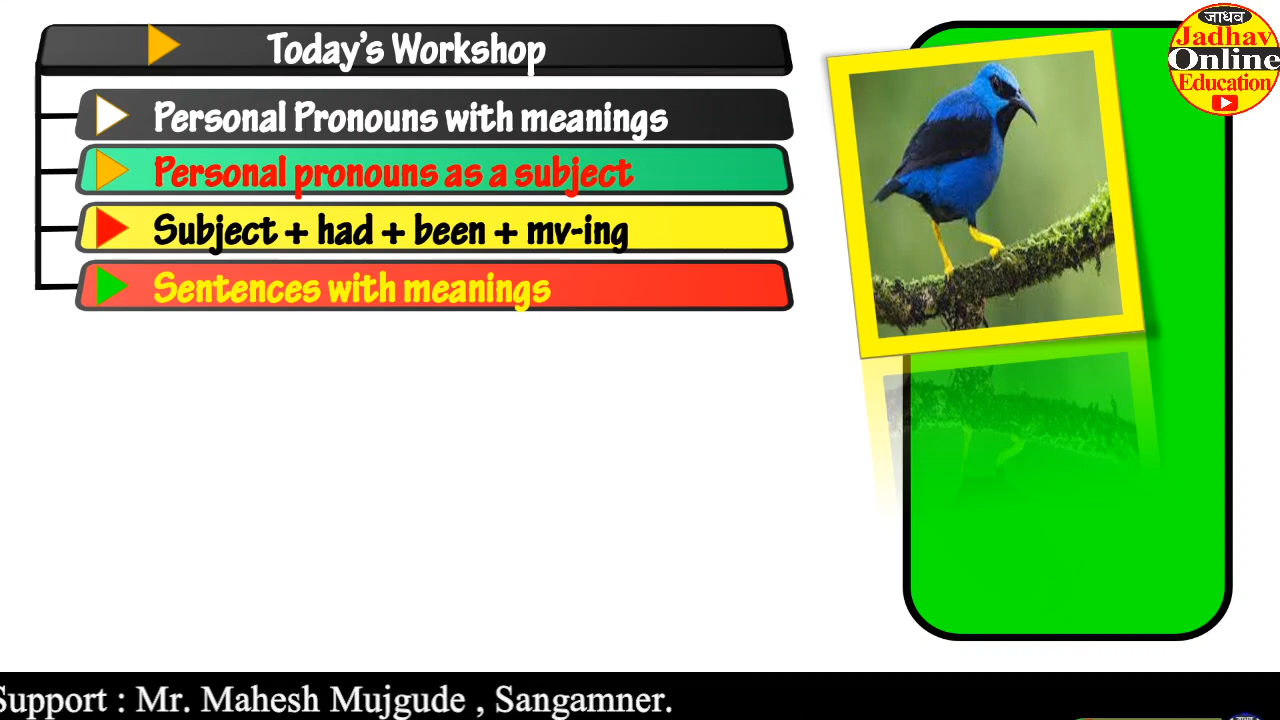 Today's Workshop
Personal Pronouns with meanings
Personal pronouns as a subject
Subject + had + been + mv-ing
Sentences with meanings
जाधव
Jadhav
Online
Education
Support : Mr. Mahesh Mujgude , Sangamner.